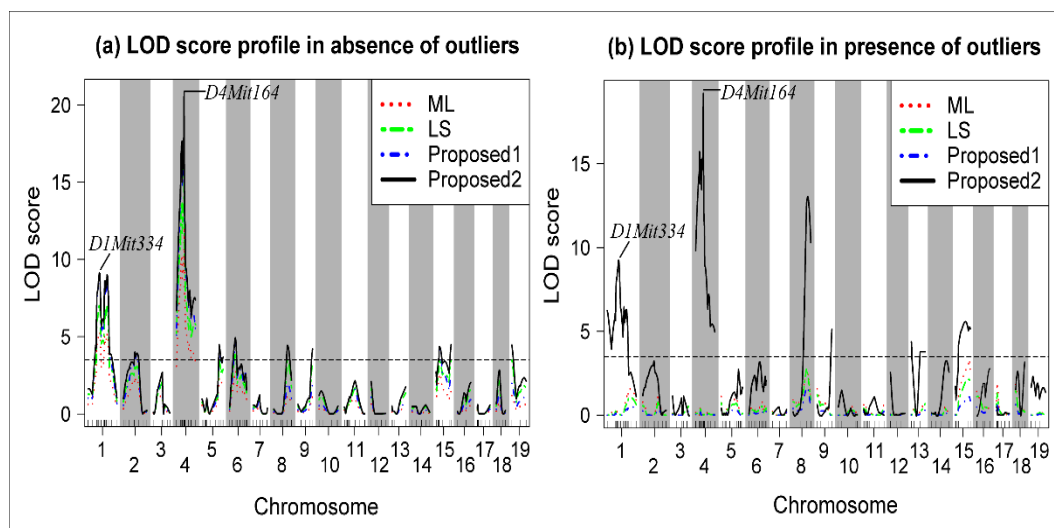 (a) LOD score profile in absence of outliers
D4Mit164
D1Mit334
ML
LS
Proposed1
Proposed2
LOD score
20
15
10
5
0
1 3 4 5 7 9 11 13 15 17 19
2 6 8 10 12 14 16 18
Chromosome
(b) LOD score profile in presence of outliers
D4Mit164
D1Mit334
ML
LS
Proposed1
Proposed2
LOD score
15
10
5
0
1 3 4 5 7 9 11 13 15 17 19
2 6 8 10 12 14 16 18
Chromosome